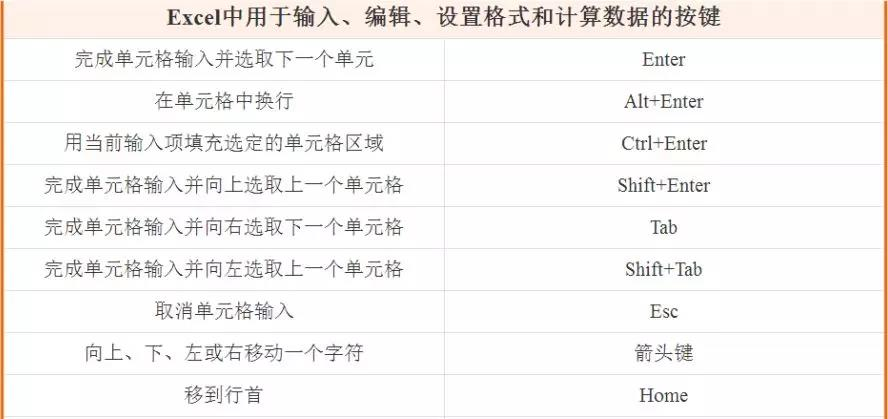 Excel中用于输入、编辑、设置格式和计算数据的按键
完成单元格输入并选取下一个单元 Enter
在单元格中换行 Alt+Enter
用当前输入项填充选定的单元格区域 Ctrl+Enter
完成单元格输入并向上选取上一个单元格 Shift+Enter
完成单元格输入并向右选取下一个单元格 Tab
完成单元格输入并向左选取上一个单元格 Shift+Tab
取消单元格输入 Esc
向上、下、左或右移动一个字符 箭头键
移到行首 Home